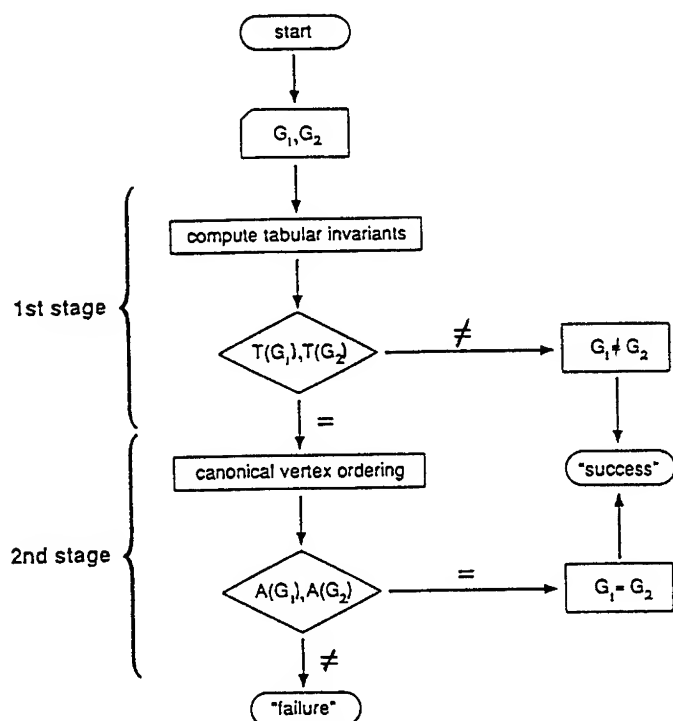 start
G₁,G₂
compute tabular invariants
1st stage
T(G₁),T(G₂)
≠
G₁≠G₂
=
canonical vertex ordering
"success"
2nd stage
A(G₁),A(G₂)
=
G₁=G₂
≠
"failure"